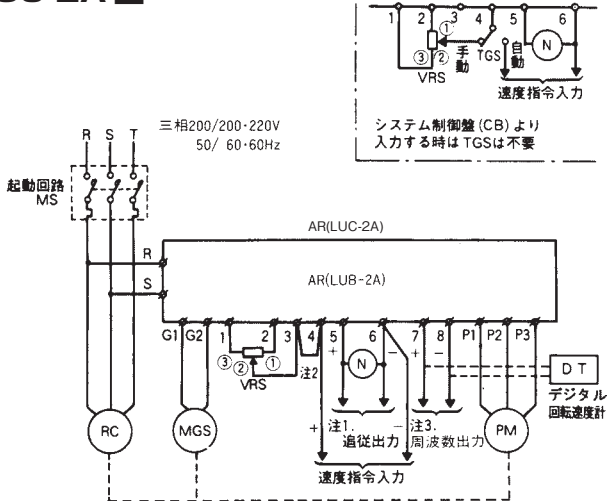 1 2 3 4 5 6
① ③ ② 手動 TGS 自動 N
VRS
速度指令入力
システム制御盤(CB)より
入力する時はTGSは不要
三相200/200·220V
50/ 60·60Hz
R S T
起動回路
MS
AR(LUC-2A)
R
AR(LUB-2A)
S
G1 G2 1 2 3 4 5 6 7 8 P1 P2 P3
+ − + −
③ ② ① 注2 N
VRS
DT
デジタル
回転速度計
RC MGS PM
+ 注1. − 注3.
追従出力 周波数出力
速度指令入力